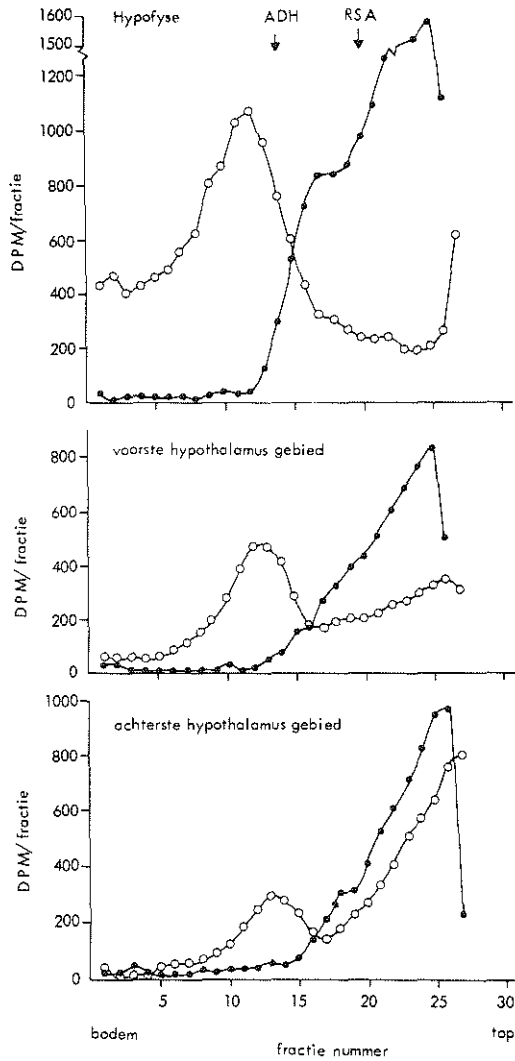 1600
1500
Hypofyse
ADH
RSA
1200
1000
800
600
400
200
0
DPM/fractie
voorste hypothalamus gebied
800
600
400
200
0
DPM/fractie
achterste hypothalamus gebied
1000
800
600
400
200
0
DPM/fractie
5 10 15 20 25 30
bodem fractie nummer top